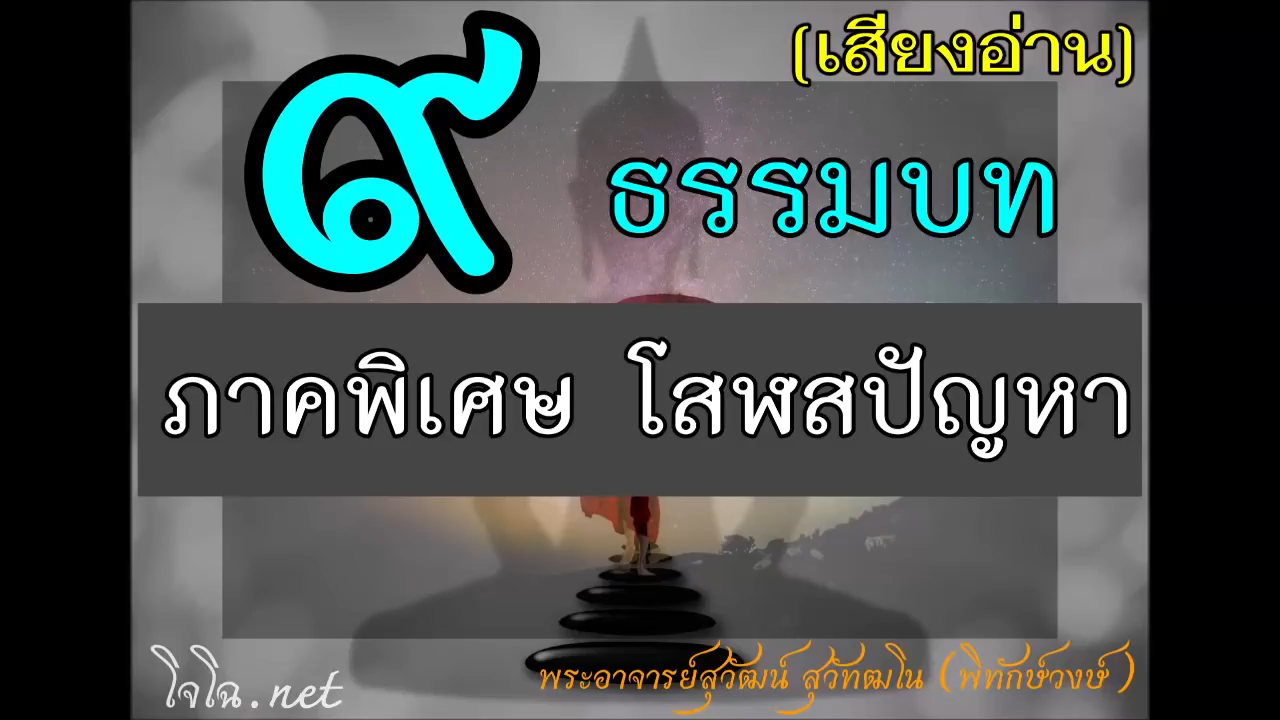 (เสียงอ่าน)
๙ ธรรมบท
ภาคพิเศษ โสฬสปัญหา
โจโฉ.net
พระอาจารย์สุวัฒน์ สุวัทฒโน (พิทักษ์วงษ์)